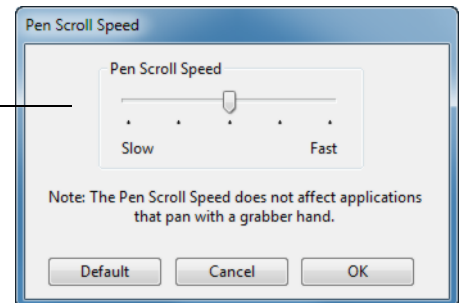 Pen Scroll Speed
Pen Scroll Speed
Slow Fast
Note: The Pen Scroll Speed does not affect applications
that pan with a grabber hand.
Default Cancel OK